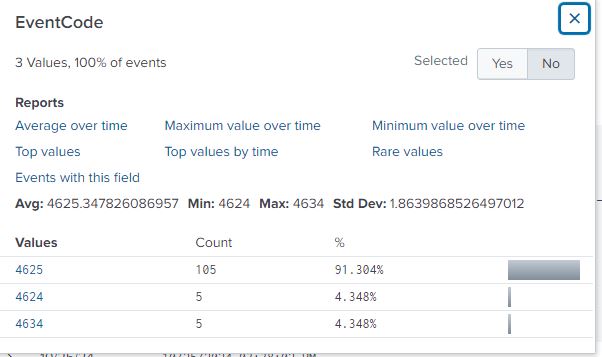 EventCode
3 Values, 100% of events
Selected Yes No
Reports
Average over time Maximum value over time Minimum value over time
Top values Top values by time Rare values
Events with this field
Avg: 4625.347826086957 Min: 4624 Max: 4634 Std Dev: 1.8639868526497012
Values Count %
4625 105 91.304%
4624 5 4.348%
4634 5 4.348%